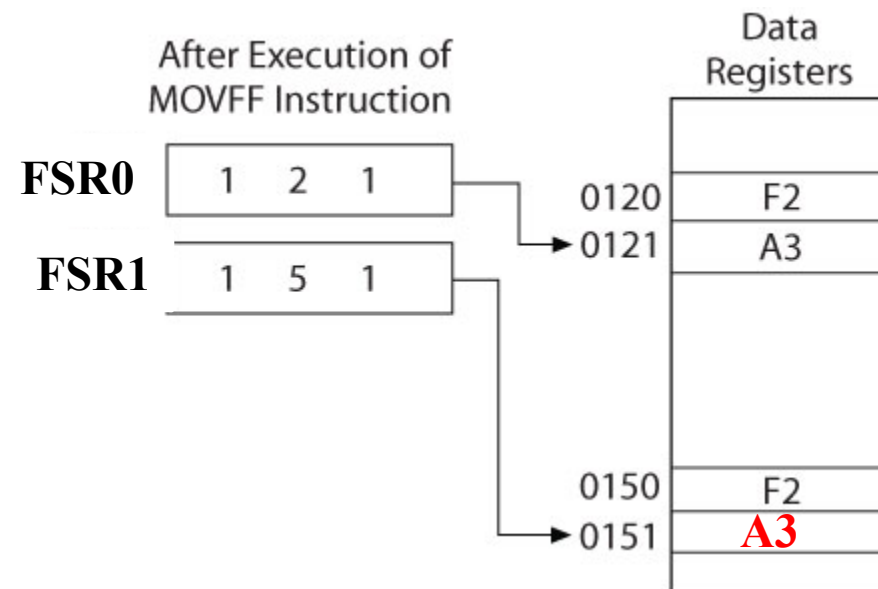 After Execution of
MOVFF Instruction
Data
Registers
FSR0 1 2 1
0120 F2
0121 A3
FSR1 1 5 1
0150 F2
0151 A3